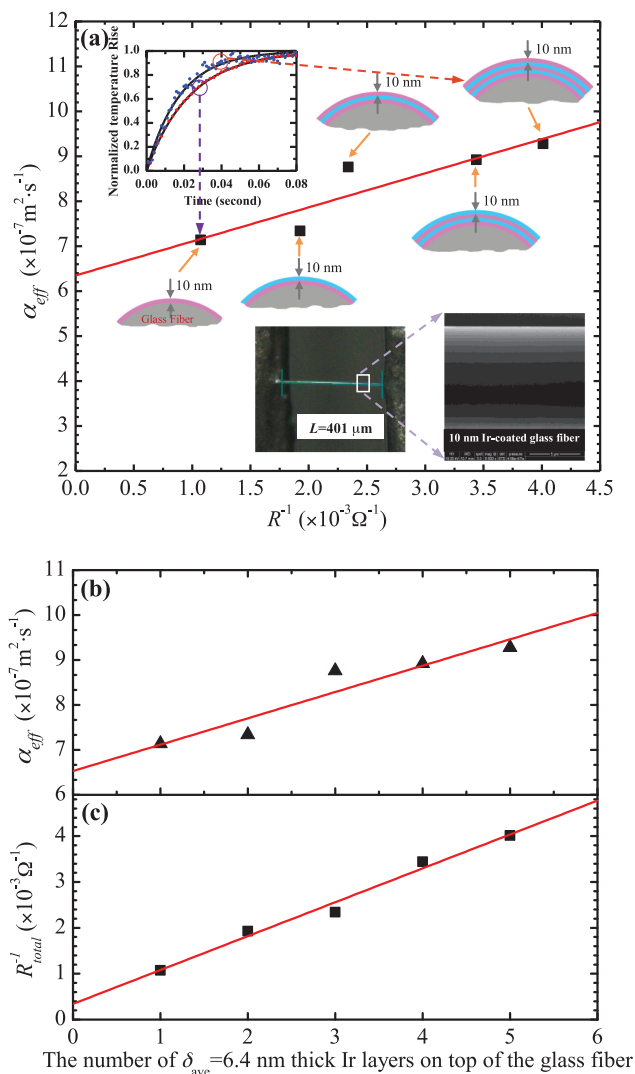 (a)
12
11
10
9
8
7
6
5
4
3
2
α_eff (×10⁻⁷m²·s⁻¹)
Normalized temperature Rise
1.0
0.8
0.6
0.4
0.2
0.0
0.00 0.02 0.04 0.06 0.08
Time (second)
10 nm
10 nm
10 nm
10 nm
10 nm
Glass Fiber
L=401 μm
10 nm Ir-coated glass fiber
0.0 0.5 1.0 1.5 2.0 2.5 3.0 3.5 4.0 4.5
R⁻¹ (×10⁻³Ω⁻¹)
(b)
11
10
9
8
7
6
α_eff (×10⁻⁷m²·s⁻¹)
(c)
4
3
2
1
0
R⁻¹_total (×10⁻³Ω⁻¹)
0 1 2 3 4 5 6
The number of δ_ave=6.4 nm thick Ir layers on top of the glass fiber